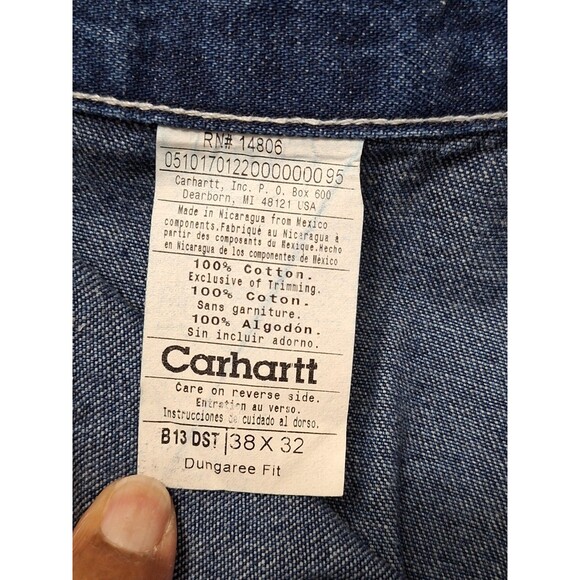 RN# 14806
05101701220000000095
Carhartt, Inc. P. O. Box 600
Dearborn, MI 48121 USA
Made in Nicaragua from Mexico
components.Fabriqué au Nicaragua à
partir des composants du Mexique.Hecho
en Nicaragua de los componentes de México
100% Cotton.
Exclusive of Trimming.
100% Coton.
Sans garniture.
100% Algodón.
Sin incluir adorno.
Carhartt
Care on reverse side.
Entretien au verso.
Instrucciones de cuidado al dorso.
B13 DST 38 X 32
Dungaree Fit